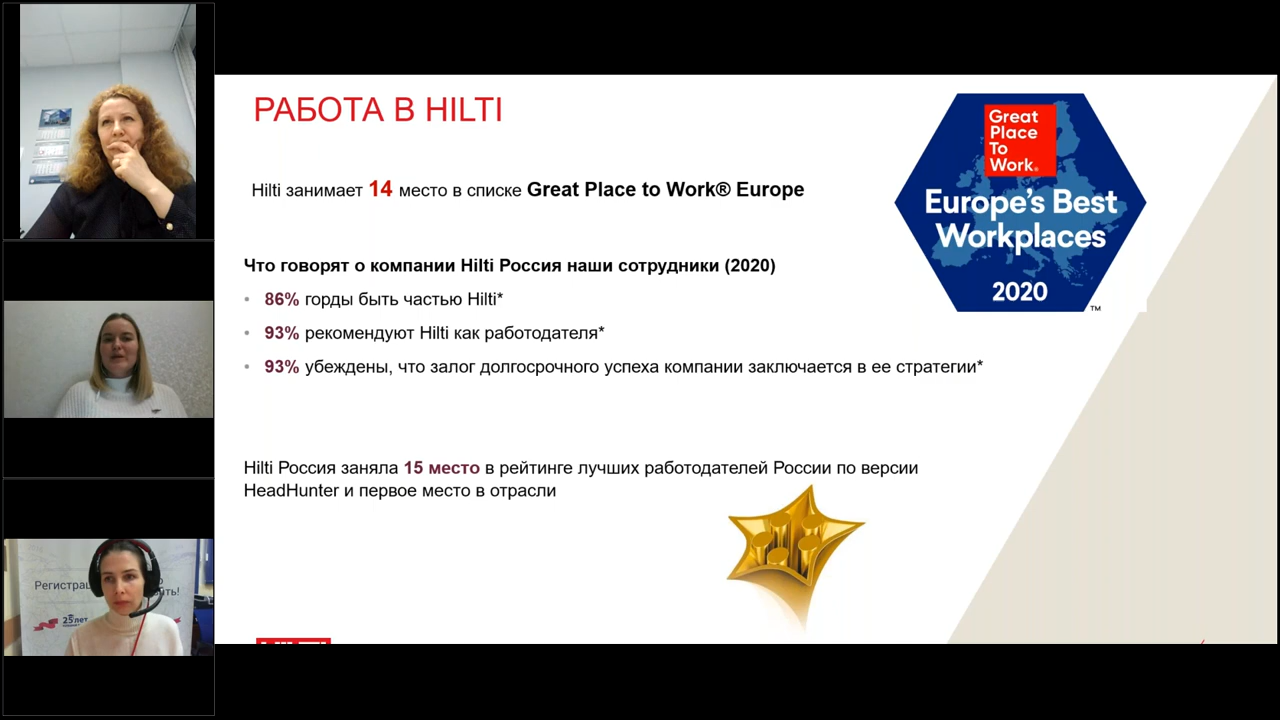 РАБОТА В HILTI
Great
Place
To
Work.
Europe's Best
Workplaces
2020
TM
Hilti занимает 14 место в списке Great Place to Work® Europe
Что говорят о компании Hilti Россия наши сотрудники (2020)
• 86% горды быть частью Hilti*
• 93% рекомендуют Hilti как работодателя*
• 93% убеждены, что залог долгосрочного успеха компании заключается в ее стратегии*
Hilti Россия заняла 15 место в рейтинге лучших работодателей России по версии
HeadHunter и первое место в отрасли
25 лет